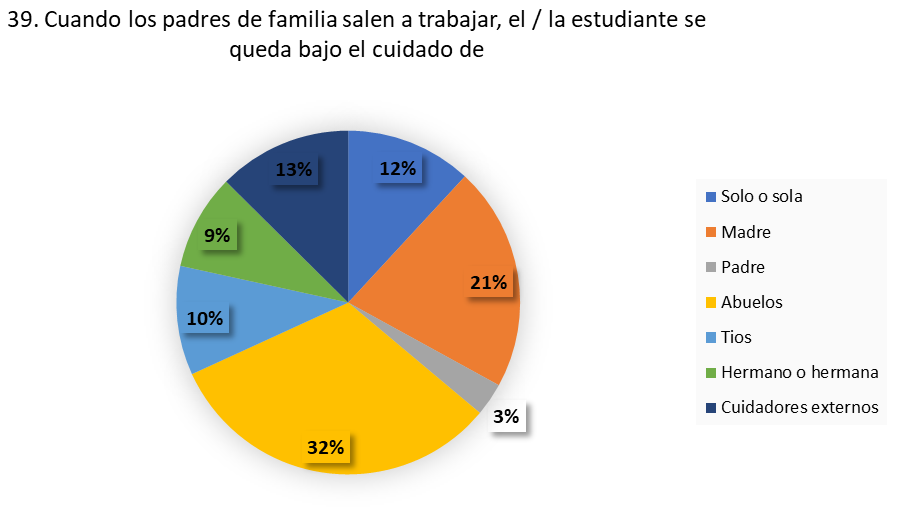 39. Cuando los padres de familia salen a trabajar, el / la estudiante se
queda bajo el cuidado de
13%
12%
9%
21%
10%
3%
32%
Solo o sola
Madre
Padre
Abuelos
Tios
Hermano o hermana
Cuidadores externos